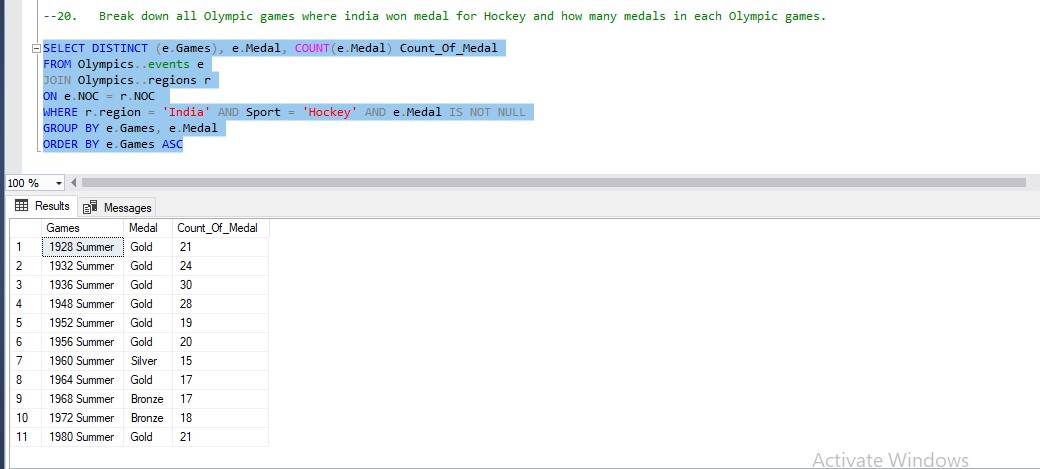 --20.   Break down all Olympic games where india won medal for Hockey and how many medals in each Olympic games.
SELECT DISTINCT (e.Games), e.Medal, COUNT(e.Medal) Count_Of_Medal
FROM Olympics..events e
JOIN Olympics..regions r
ON e.NOC = r.NOC
WHERE r.region = 'India' AND Sport = 'Hockey' AND e.Medal IS NOT NULL
GROUP BY e.Games, e.Medal
ORDER BY e.Games ASC
100 %
Results Messages
Games Medal Count_Of_Medal
1 1928 Summer Gold 21
2 1932 Summer Gold 24
3 1936 Summer Gold 30
4 1948 Summer Gold 28
5 1952 Summer Gold 19
6 1956 Summer Gold 20
7 1960 Summer Silver 15
8 1964 Summer Gold 17
9 1968 Summer Bronze 17
10 1972 Summer Bronze 18
11 1980 Summer Gold 21
Activate Windows